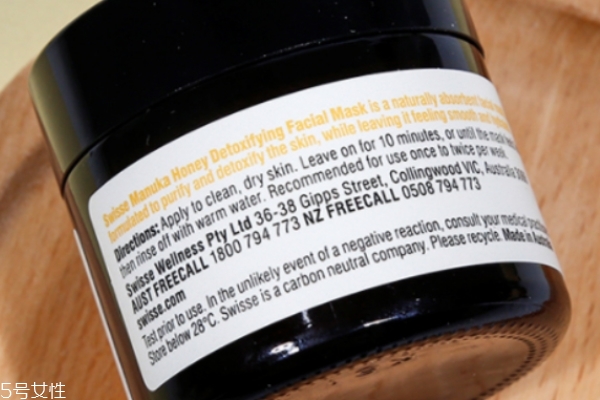 Swisse Manuka Honey Detoxifying Facial Mask is a naturally absorbent facial
formulated to purify and detoxify the skin, while leaving it feeling smooth and
Directions: Apply to clean, dry skin. Leave on for 10 minutes, or until the mask
then rinse off with warm water. Recommended for use once to twice per week.
Swisse Wellness Pty Ltd 36-38 Gipps Street, Collingwood VIC, Australia
AUST FREECALL 1800 794 773 NZ FREECALL 0508 794 773
swisse.com
Test prior to use. In the unlikely event of a negative reaction, consult your medical
Store below 28°C. Swisse is a carbon neutral company. Please recycle. Made in
5号女性